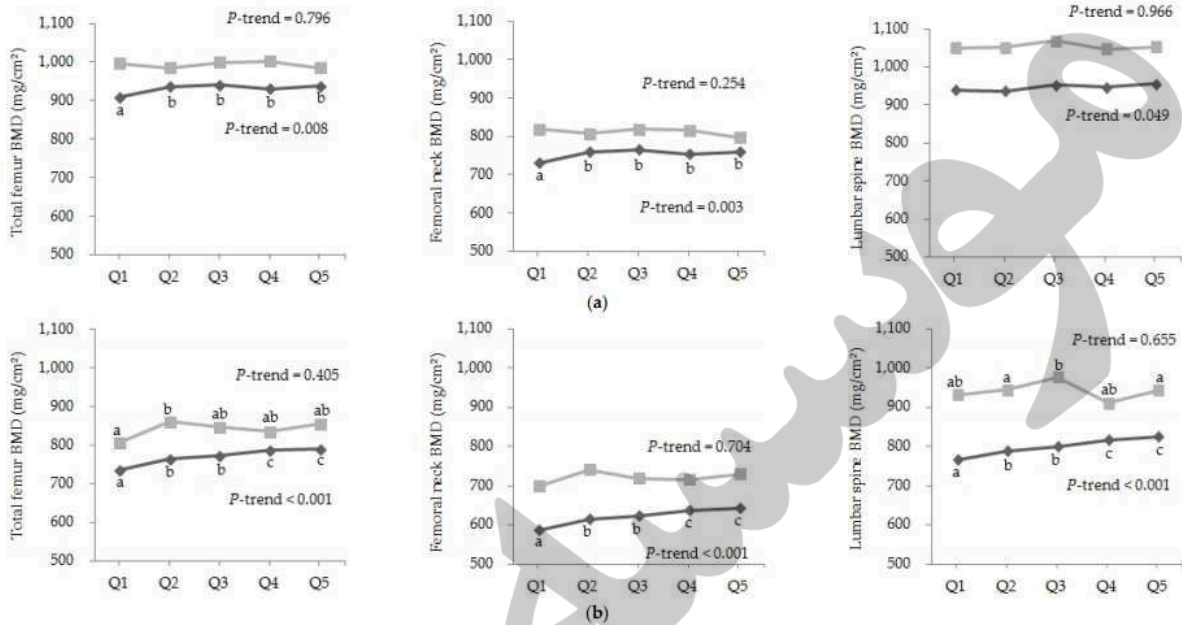 Total femur BMD (mg/cm²)
1,100
1,000
900
800
700
600
500
P-trend = 0.796
a
b
b
b
b
P-trend = 0.008
Q1 Q2 Q3 Q4 Q5
Femoral neck BMD (mg/cm²)
1,100
1,000
900
800
700
600
500
P-trend = 0.254
a
b
b
b
b
P-trend = 0.003
Q1 Q2 Q3 Q4 Q5
Lumbar spine BMD (mg/cm²)
1,100
1,000
900
800
700
600
500
P-trend = 0.966
P-trend = 0.049
Q1 Q2 Q3 Q4 Q5
(a)
Total femur BMD (mg/cm²)
1,100
1,000
900
800
700
600
500
P-trend = 0.405
a b ab ab ab
a b b c c
P-trend < 0.001
Q1 Q2 Q3 Q4 Q5
Femoral neck BMD (mg/cm²)
1,100
1,000
900
800
700
600
500
P-trend = 0.704
a b b c c
P-trend < 0.001
Q1 Q2 Q3 Q4 Q5
Lumbar spine BMD (mg/cm²)
1,100
1,000
900
800
700
600
500
P-trend = 0.655
ab a b ab a
a b b c c
P-trend < 0.001
Q1 Q2 Q3 Q4 Q5
(b)